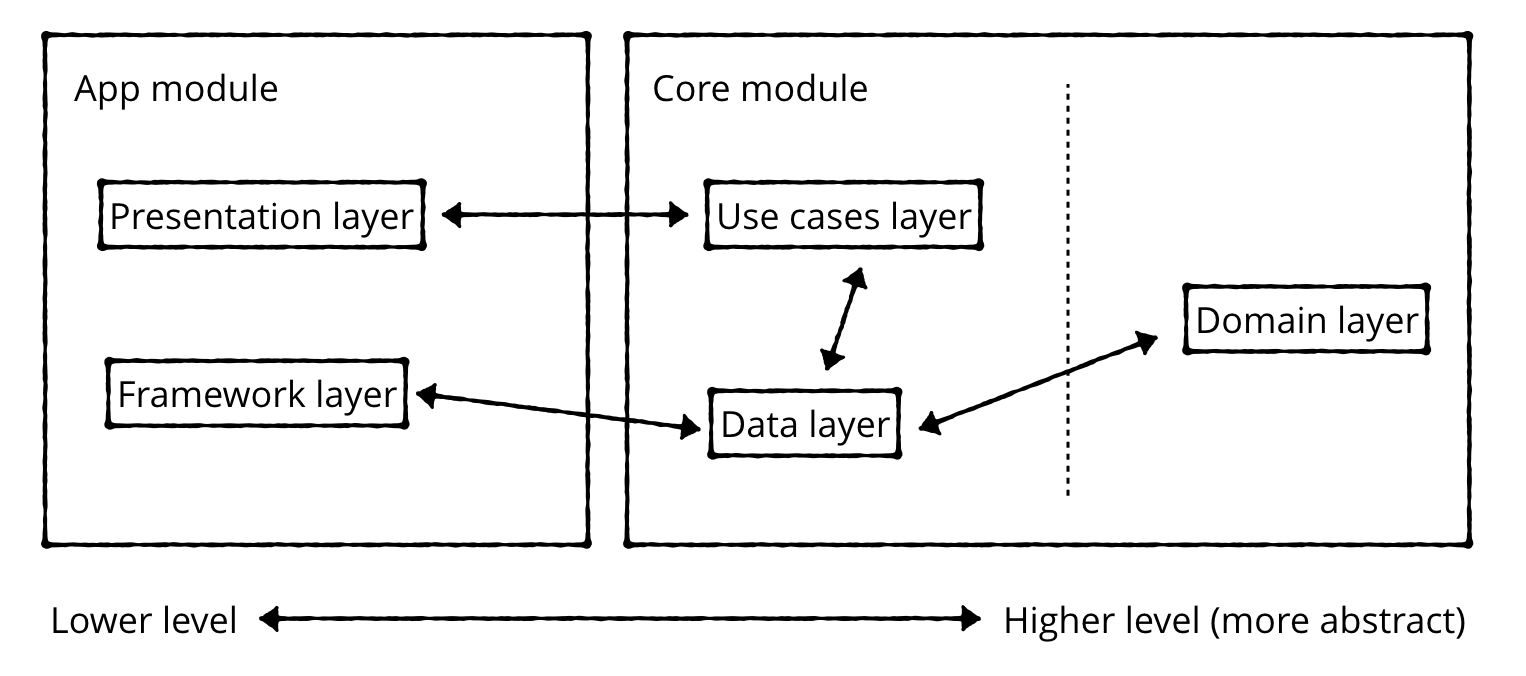 App module
Core module
Presentation layer
Use cases layer
Domain layer
Framework layer
Data layer
Lower level
Higher level (more abstract)